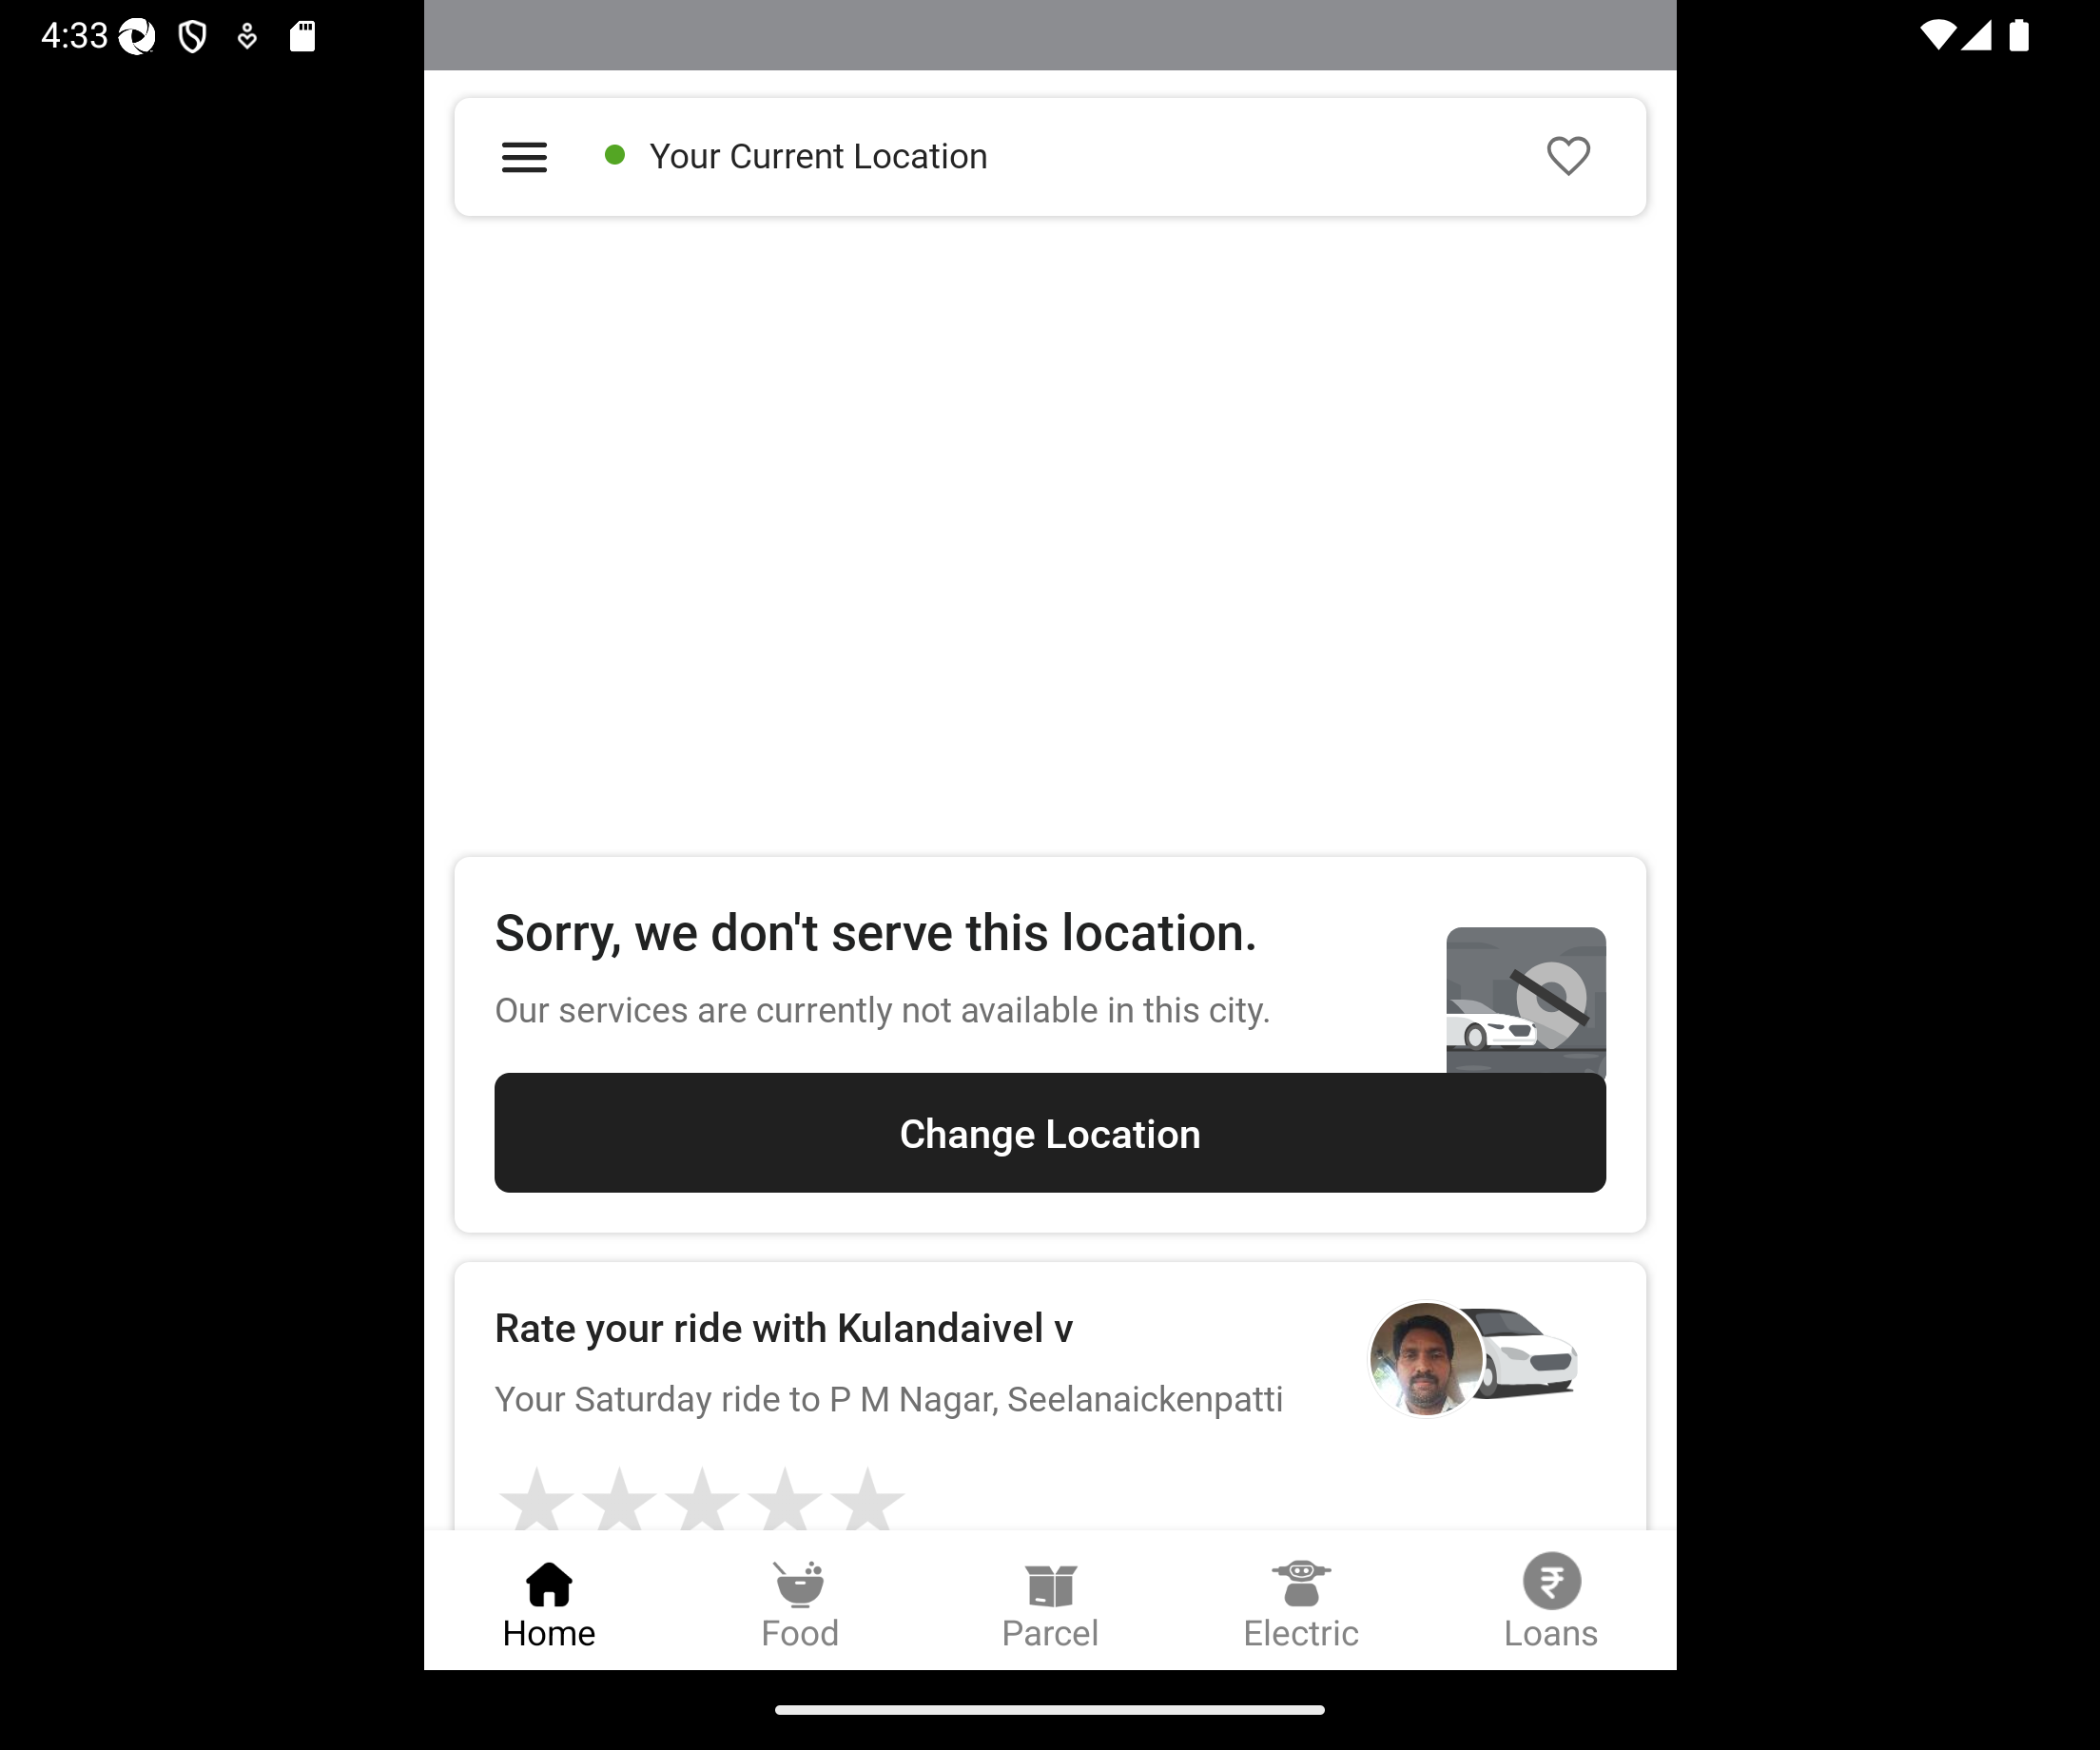 4:33
Your Current Location
Sorry, we don't serve this location.
Our services are currently not available in this city.
Change Location
Rate your ride with Kulandaivel v
Your Saturday ride to P M Nagar, Seelanaickenpatti
Home
Food
Parcel
Electric
Loans